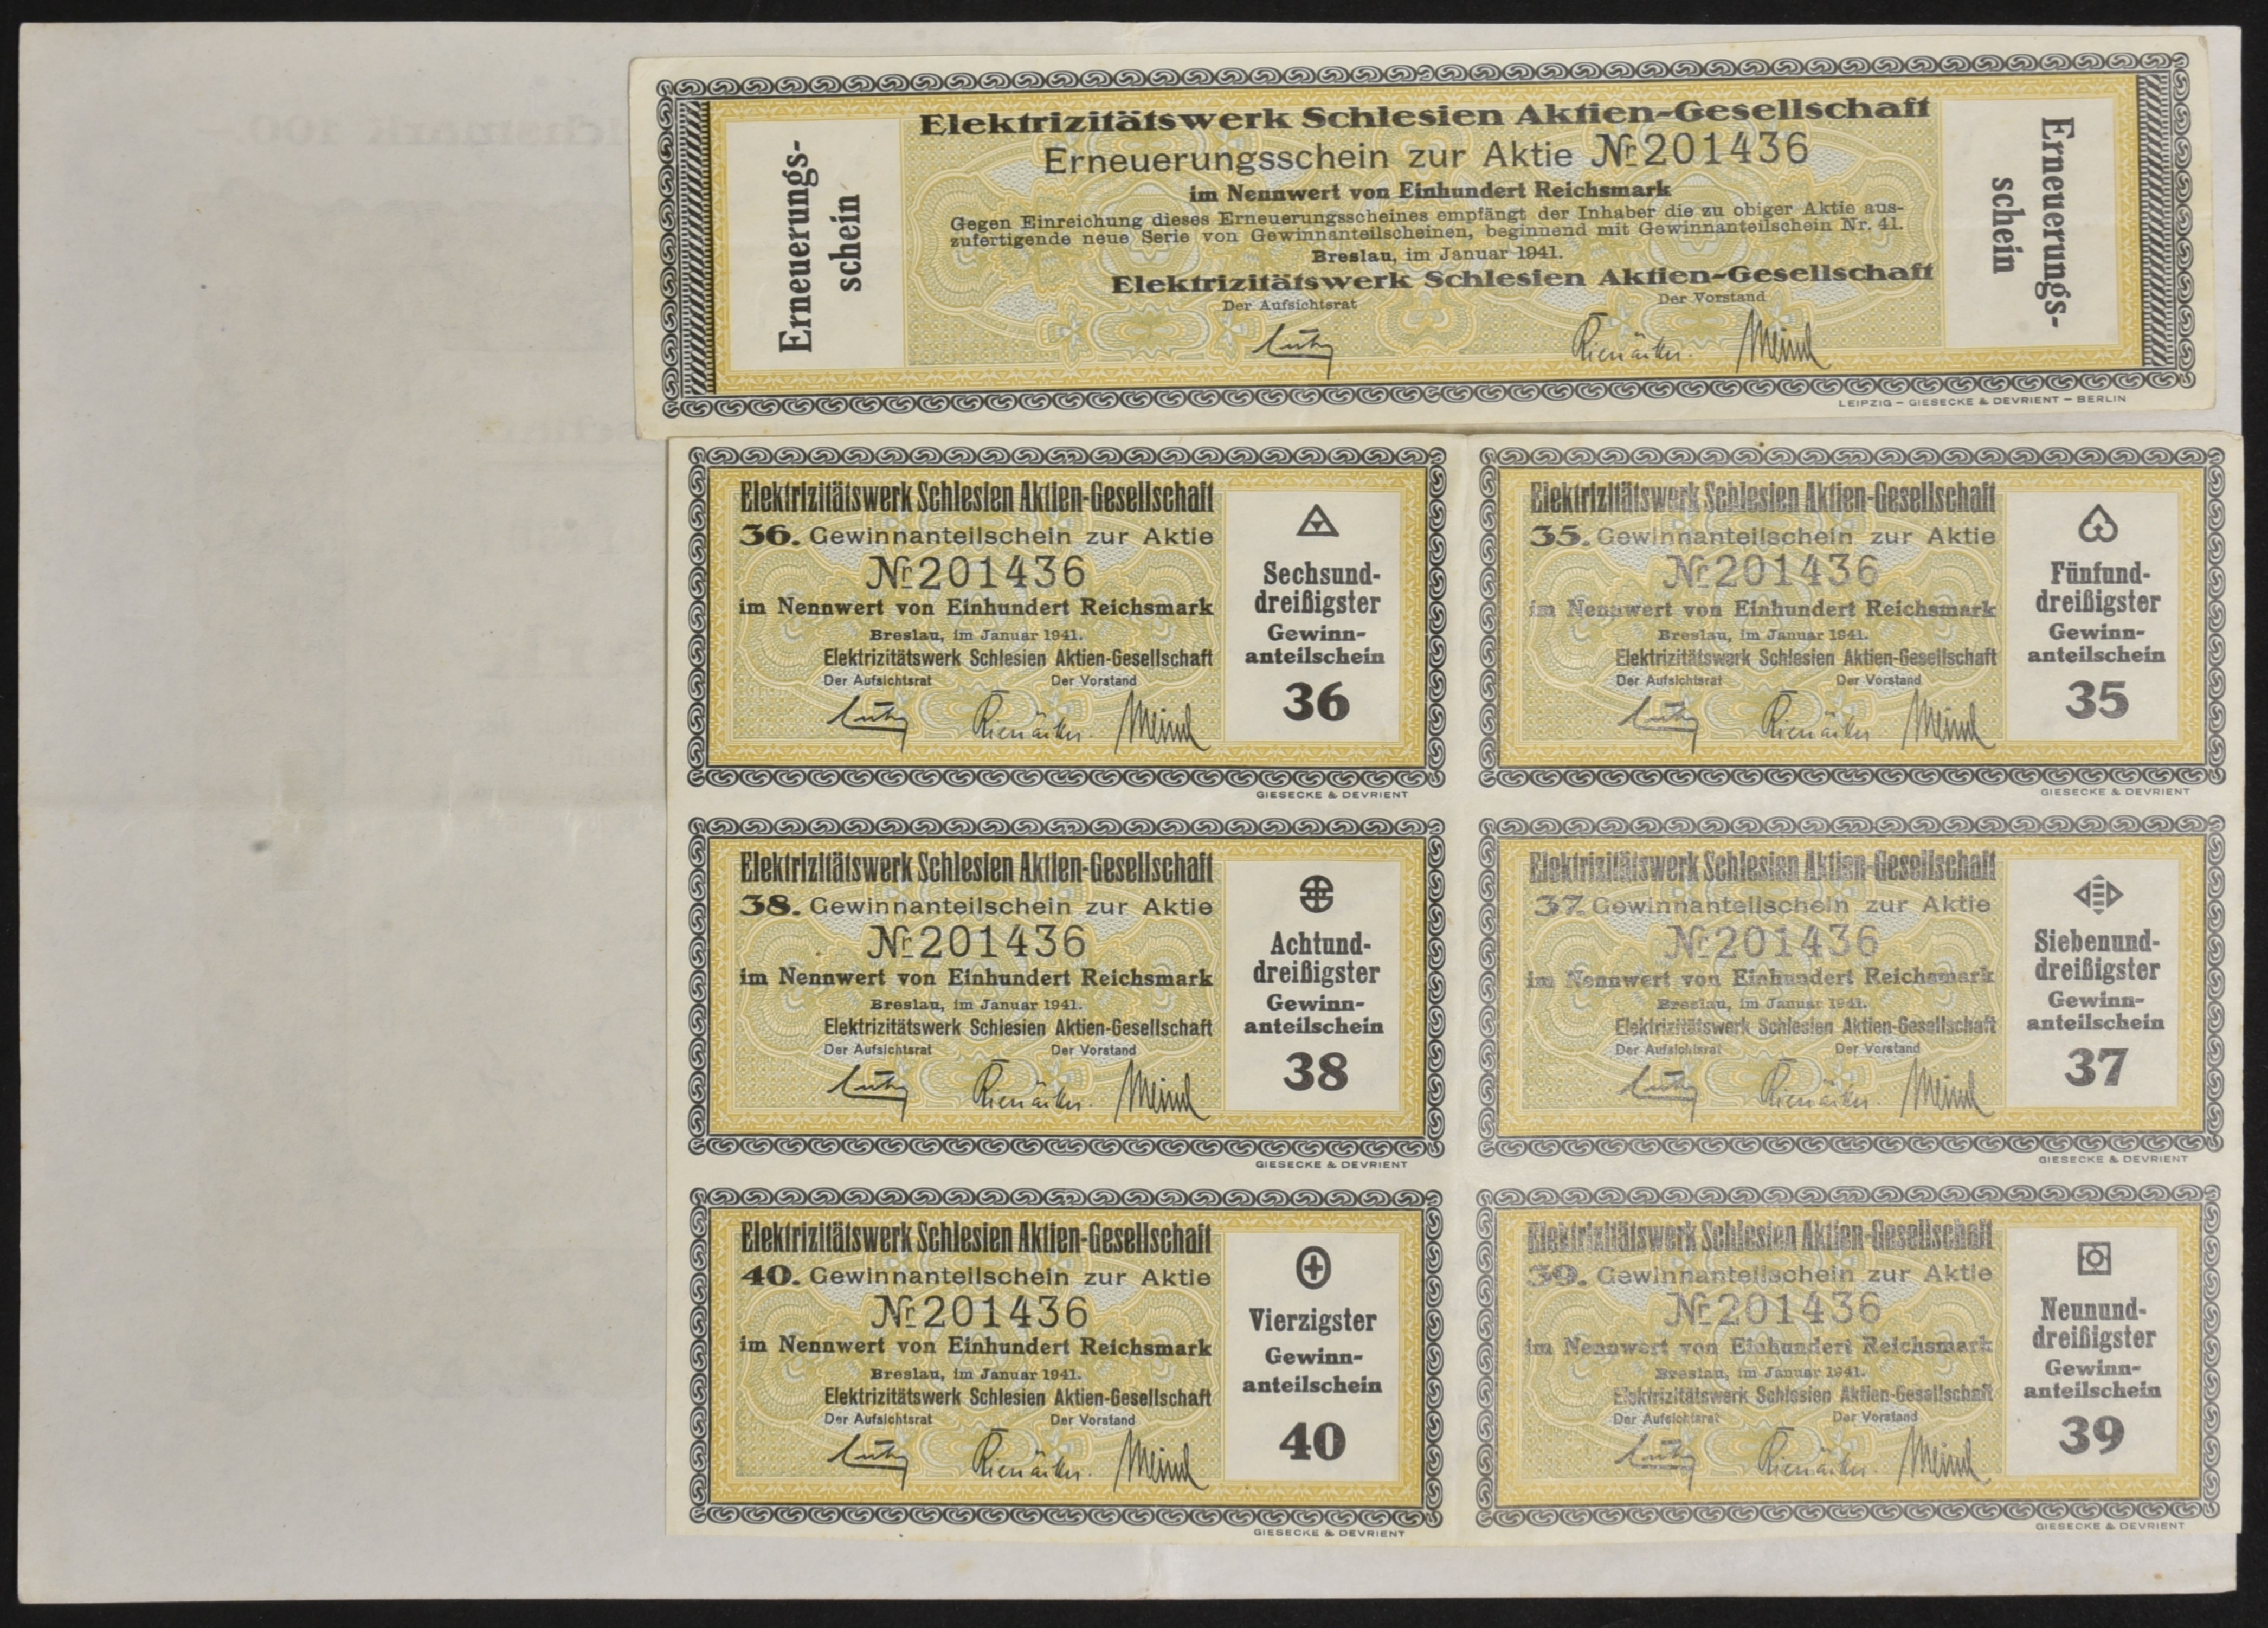 Elektrizitätswerk Schlesien Aktien-Gesellschaft
Erneuerungsschein zur Aktie Nr. 201436
im Nennwert von Einhundert Reichsmark
Gegen Einreichung dieses Erneuerungsscheines empfängt der Inhaber die zu obiger Aktie aus-
zufertigende neue Serie von Gewinnanteilscheinen, beginnend mit Gewinnanteilschein Nr. 41.
Breslau, im Januar 1941.
Elektrizitätswerk Schlesien Aktien-Gesellschaft
Der Aufsichtsrat Der Vorstand
Erneuerungs-
schein
Erneuerungs-
schein
LEIPZIG – GIESECKE & DEVRIENT – BERLIN
Elektrizitätswerk Schlesien Aktien-Gesellschaft
36. Gewinnanteilschein zur Aktie
Nr. 201436
im Nennwert von Einhundert Reichsmark
Breslau, im Januar 1941.
Elektrizitätswerk Schlesien Aktien-Gesellschaft
Der Aufsichtsrat Der Vorstand
Sechsund-
dreißigster
Gewinn-
anteilschein
36
GIESECKE & DEVRIENT
Elektrizitätswerk Schlesien Aktien-Gesellschaft
35. Gewinnanteilschein zur Aktie
Nr. 201436
im Nennwert von Einhundert Reichsmark
Breslau, im Januar 1941.
Elektrizitätswerk Schlesien Aktien-Gesellschaft
Der Aufsichtsrat Der Vorstand
Fünfund-
dreißigster
Gewinn-
anteilschein
35
GIESECKE & DEVRIENT
Elektrizitätswerk Schlesien Aktien-Gesellschaft
38. Gewinnanteilschein zur Aktie
Nr. 201436
im Nennwert von Einhundert Reichsmark
Breslau, im Januar 1941.
Elektrizitätswerk Schlesien Aktien-Gesellschaft
Der Aufsichtsrat Der Vorstand
Achtund-
dreißigster
Gewinn-
anteilschein
38
GIESECKE & DEVRIENT
Elektrizitätswerk Schlesien Aktien-Gesellschaft
37. Gewinnanteilschein zur Aktie
Nr. 201436
im Nennwert von Einhundert Reichsmark
Breslau, im Januar 1941.
Elektrizitätswerk Schlesien Aktien-Gesellschaft
Der Aufsichtsrat Der Vorstand
Siebenund-
dreißigster
Gewinn-
anteilschein
37
GIESECKE & DEVRIENT
Elektrizitätswerk Schlesien Aktien-Gesellschaft
40. Gewinnanteilschein zur Aktie
Nr. 201436
im Nennwert von Einhundert Reichsmark
Breslau, im Januar 1941.
Elektrizitätswerk Schlesien Aktien-Gesellschaft
Der Aufsichtsrat Der Vorstand
Vierzigster
Gewinn-
anteilschein
40
GIESECKE & DEVRIENT
Elektrizitätswerk Schlesien Aktien-Gesellschaft
39. Gewinnanteilschein zur Aktie
Nr. 201436
im Nennwert von Einhundert Reichsmark
Breslau, im Januar 1941.
Elektrizitätswerk Schlesien Aktien-Gesellschaft
Der Aufsichtsrat Der Vorstand
Neunund-
dreißigster
Gewinn-
anteilschein
39
GIESECKE & DEVRIENT